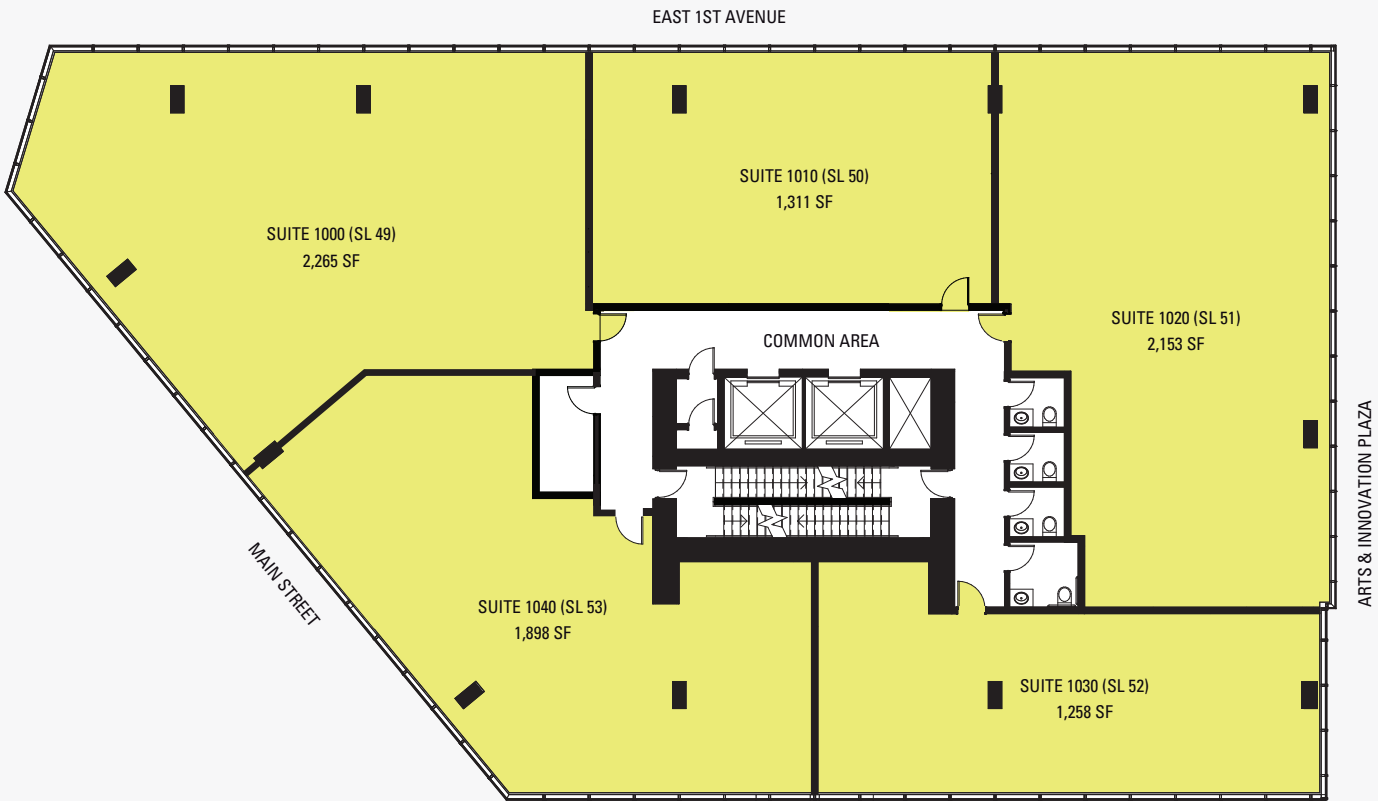 EAST 1ST AVENUE
SUITE 1010 (SL 50)
1,311 SF
SUITE 1000 (SL 49)
2,265 SF
SUITE 1020 (SL 51)
2,153 SF
COMMON AREA
ARTS & INNOVATION PLAZA
MAIN STREET
SUITE 1040 (SL 53)
1,898 SF
SUITE 1030 (SL 52)
1,258 SF